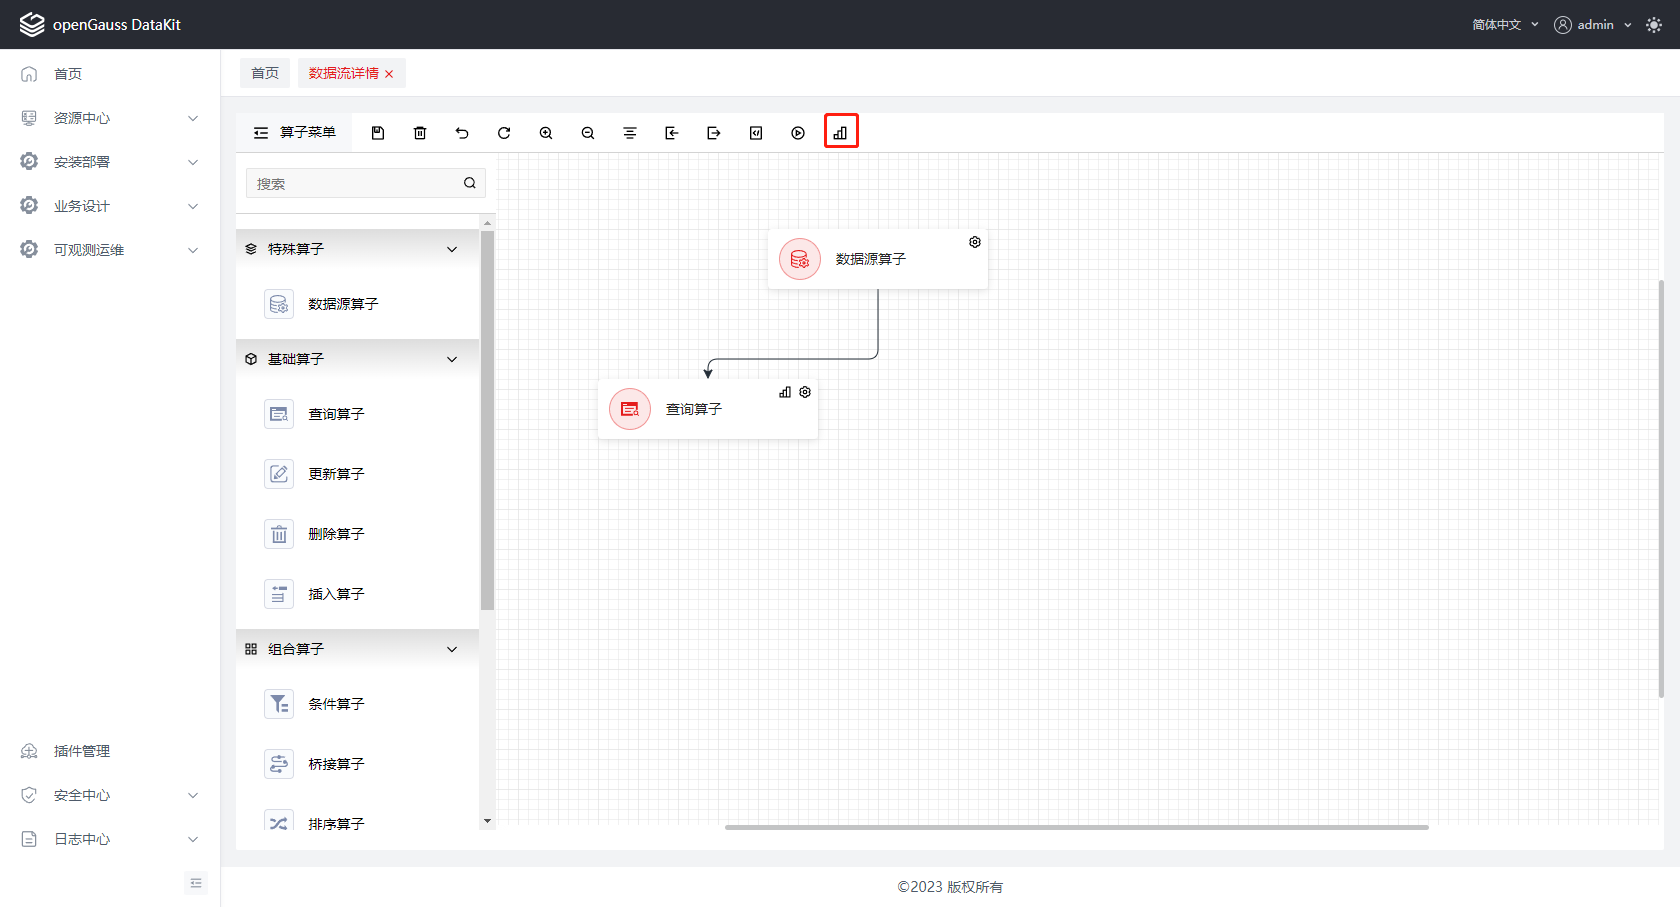 openGauss DataKit
简体中文
admin
首页
资源中心
安装部署
业务设计
可观测运维
插件管理
安全中心
日志中心
首页
数据流详情
算子菜单
搜索
特殊算子
数据源算子
基础算子
查询算子
更新算子
删除算子
插入算子
组合算子
条件算子
桥接算子
排序算子
数据源算子
查询算子
©2023 版权所有